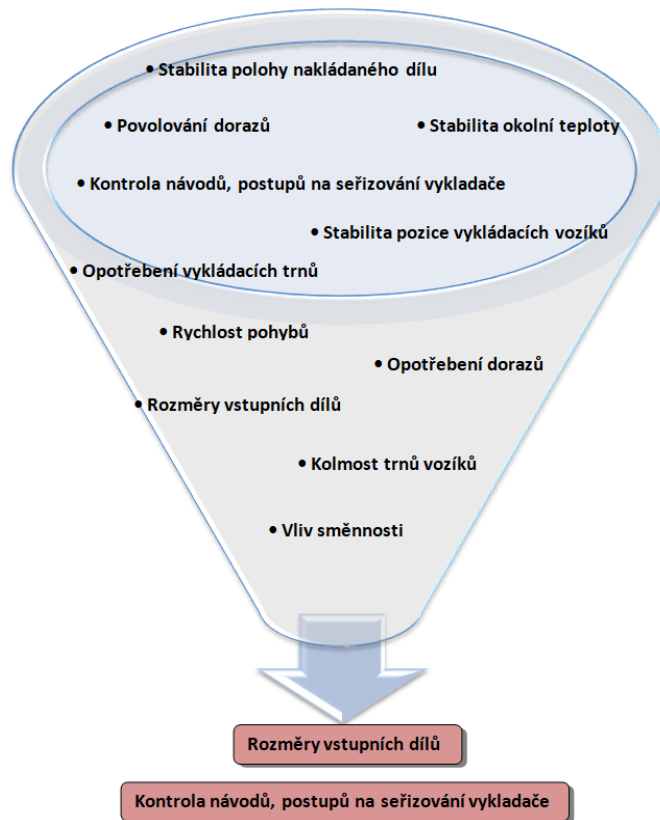 • Stabilita polohy nakládaného dílu
• Povolování dorazů
• Stabilita okolní teploty
• Kontrola návodů, postupů na seřizování vykladače
• Stabilita pozice vykládacích vozíků
• Opotřebení vykládacích trnů
• Rychlost pohybů
• Opotřebení dorazů
• Rozměry vstupních dílů
• Kolmost trnů vozíků
• Vliv směnnosti
Rozměry vstupních dílů
Kontrola návodů, postupů na seřizování vykladače